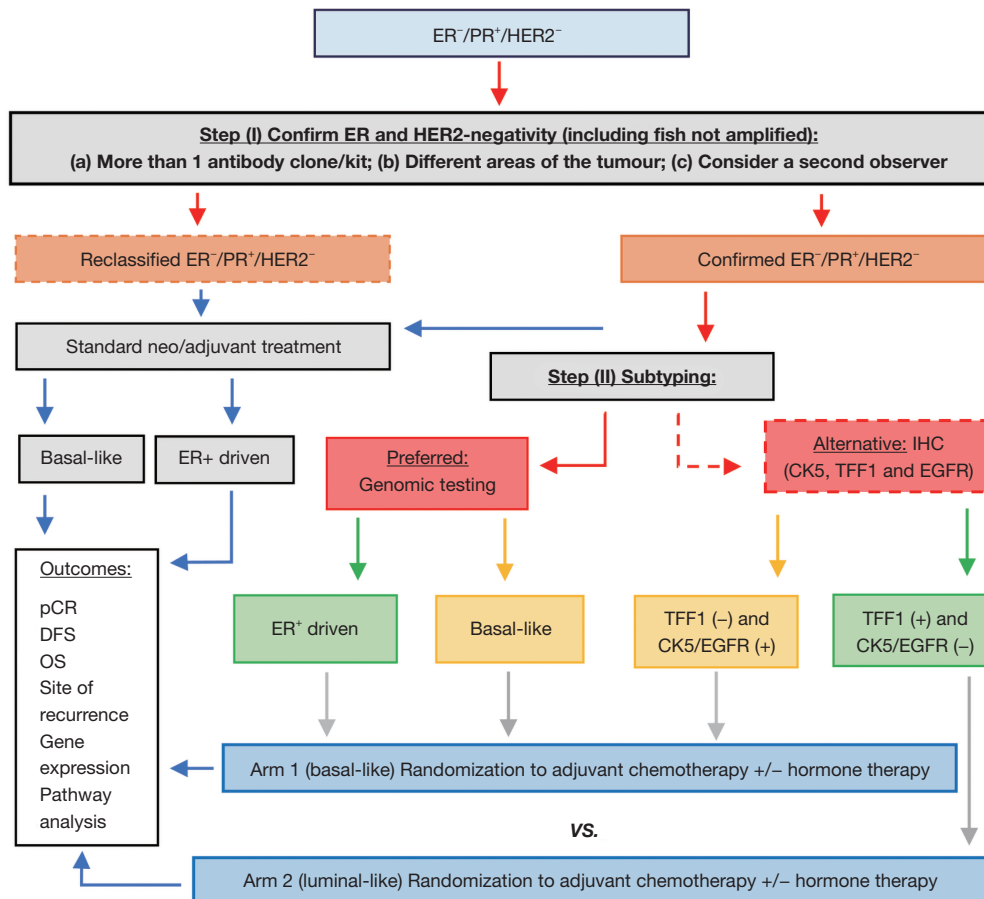 ER⁻/PR⁺/HER2⁻
Step (I) Confirm ER and HER2-negativity (including fish not amplified):
(a) More than 1 antibody clone/kit; (b) Different areas of the tumour; (c) Consider a second observer
Reclassified ER⁻/PR⁺/HER2⁻
Confirmed ER⁻/PR⁺/HER2⁻
Standard neo/adjuvant treatment
Step (II) Subtyping:
Basal-like
ER+ driven
Preferred:
Genomic testing
Alternative: IHC
(CK5, TFF1 and EGFR)
Outcomes:
pCR
DFS
OS
Site of
recurrence
Gene
expression
Pathway
analysis
ER⁺ driven
Basal-like
TFF1 (–) and
CK5/EGFR (+)
TFF1 (+) and
CK5/EGFR (–)
Arm 1 (basal-like) Randomization to adjuvant chemotherapy +/– hormone therapy
VS.
Arm 2 (luminal-like) Randomization to adjuvant chemotherapy +/– hormone therapy